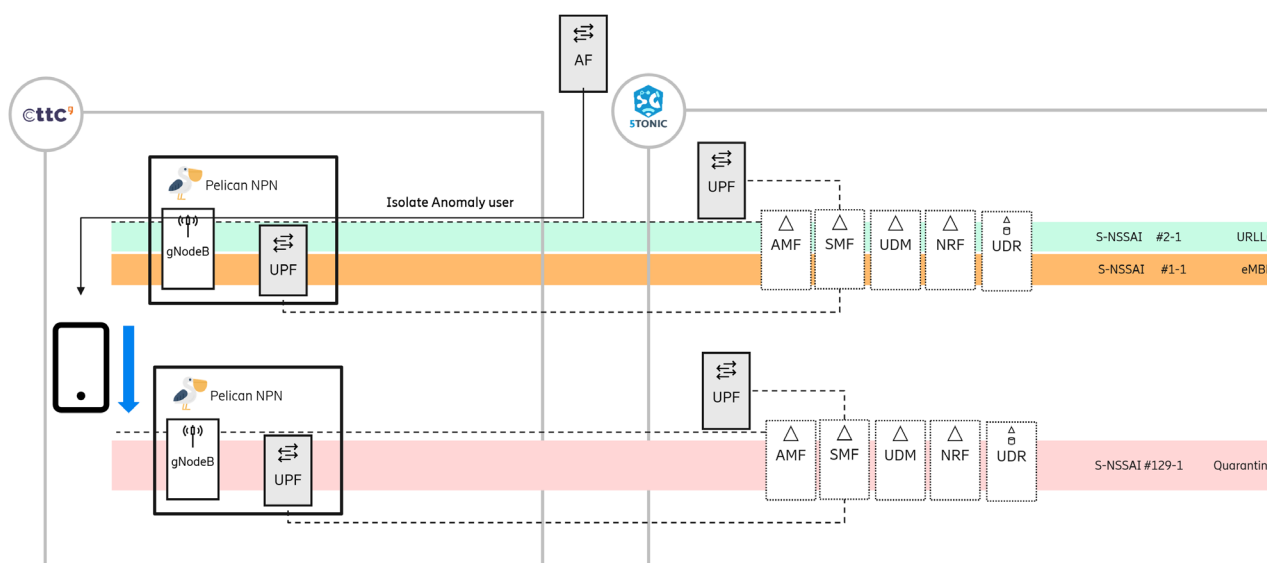 AF
cttc9
5TONIC
UPF
Pelican NPN
Isolate Anomaly user
gNodeB
UPF
AMF
SMF
UDM
NRF
UDR
S-NSSAI #2-1
URLL
S-NSSAI #1-1
eMB
UPF
Pelican NPN
gNodeB
UPF
AMF
SMF
UDM
NRF
UDR
S-NSSAI #129-1
Quarantin